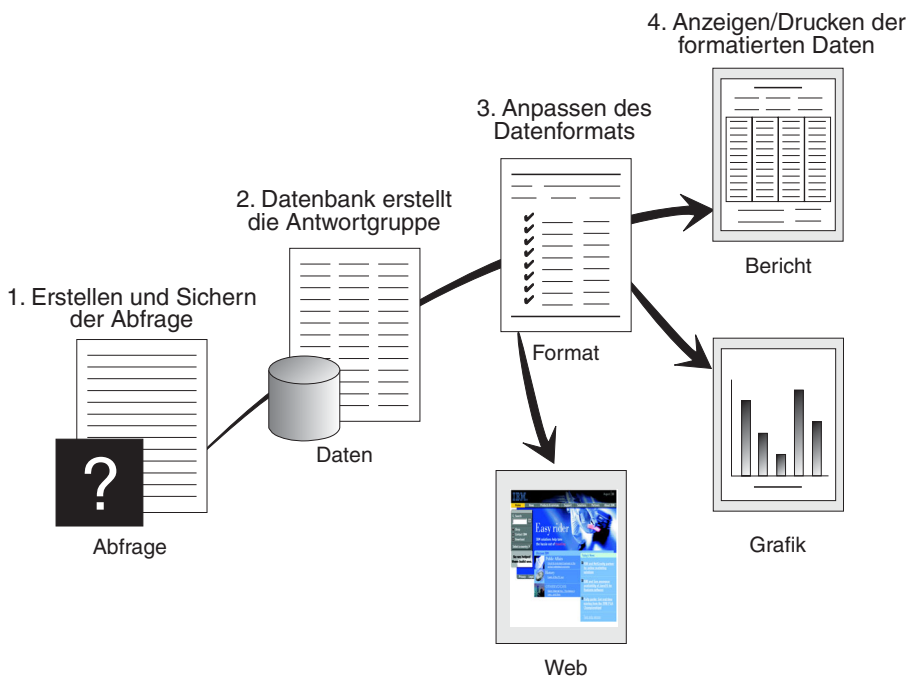 4. Anzeigen/Drucken der
formatierten Daten
3. Anpassen des
Datenformats
2. Datenbank erstellt
die Antwortgruppe
1. Erstellen und Sichern
der Abfrage
Bericht
Format
Daten
?
Abfrage
Grafik
IBM
Easy rider
Web